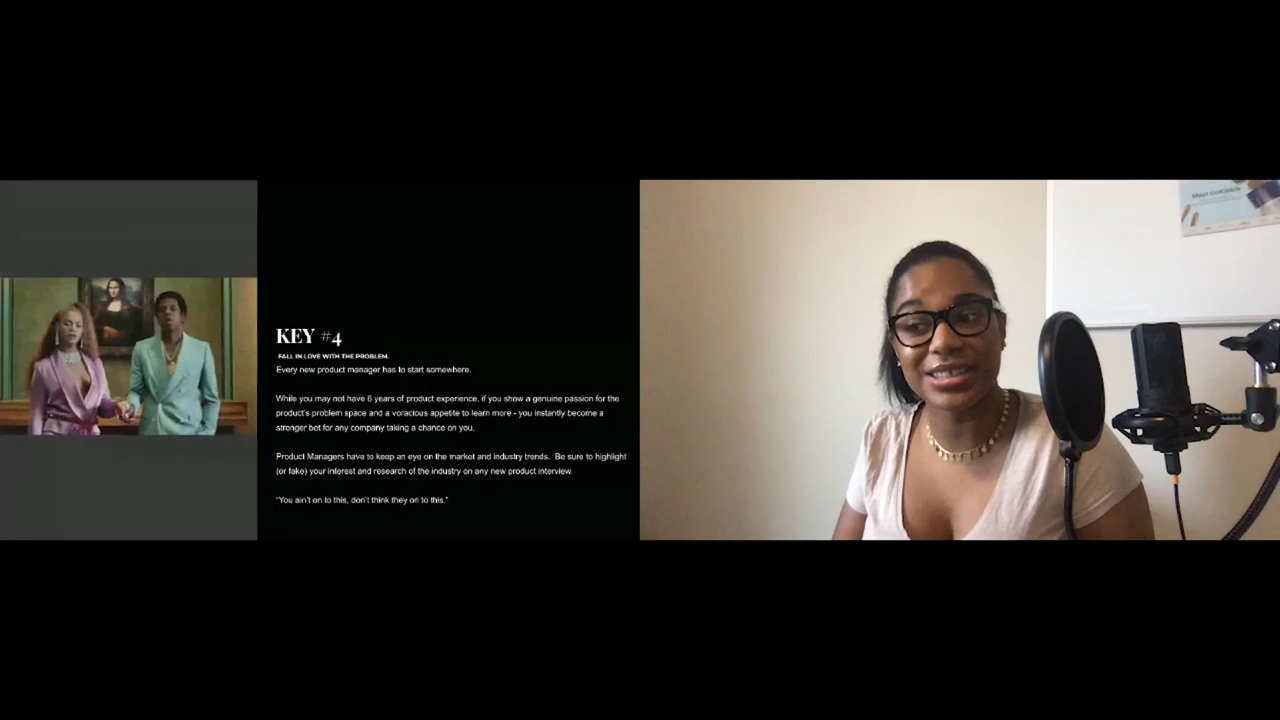 KEY #4
FALL IN LOVE WITH THE PROBLEM.
Every new product manager has to start somewhere.
While you may not have 6 years of product experience, if you show a genuine passion for the
product's problem space and a voracious appetite to learn more - you instantly become a
stronger bet for any company taking a chance on you.
Product Managers have to keep an eye on the market and industry trends. Be sure to highlight
(or fake) your interest and research of the industry on any new product interview.
"You ain't on to this, don't think they on to this."